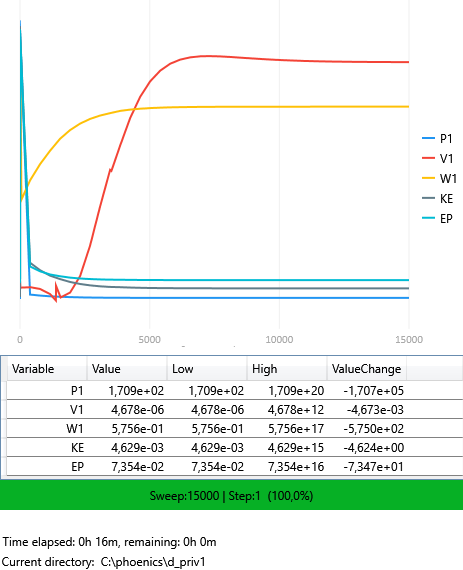 P1
V1
W1
KE
EP
0 5000 10000 15000
Variable Value Low High ValueChange
P1 1,709e+02 1,709e+02 1,709e+20 -1,707e+05
V1 4,678e-06 4,678e-06 4,678e+12 -4,673e-03
W1 5,756e-01 5,756e-01 5,756e+17 -5,750e+02
KE 4,629e-03 4,629e-03 4,629e+15 -4,624e+00
EP 7,354e-02 7,354e-02 7,354e+16 -7,347e+01
Sweep:15000 | Step:1 (100,0%)
Time elapsed: 0h 16m, remaining: 0h 0m
Current directory: C:\phoenics\d_priv1